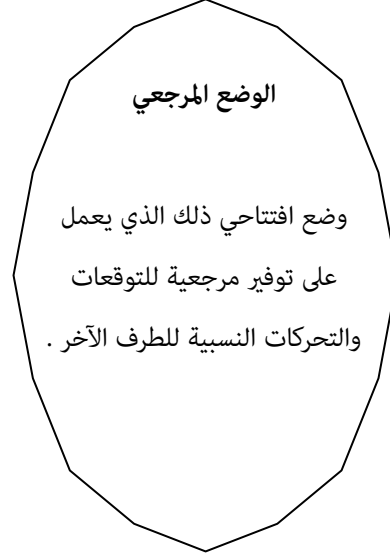 الوضع المرجعي
وضع افتتاحي ذلك الذي يعمل
على توفير مرجعية للتوقعات
والتحركات النسبية للطرف الآخر .